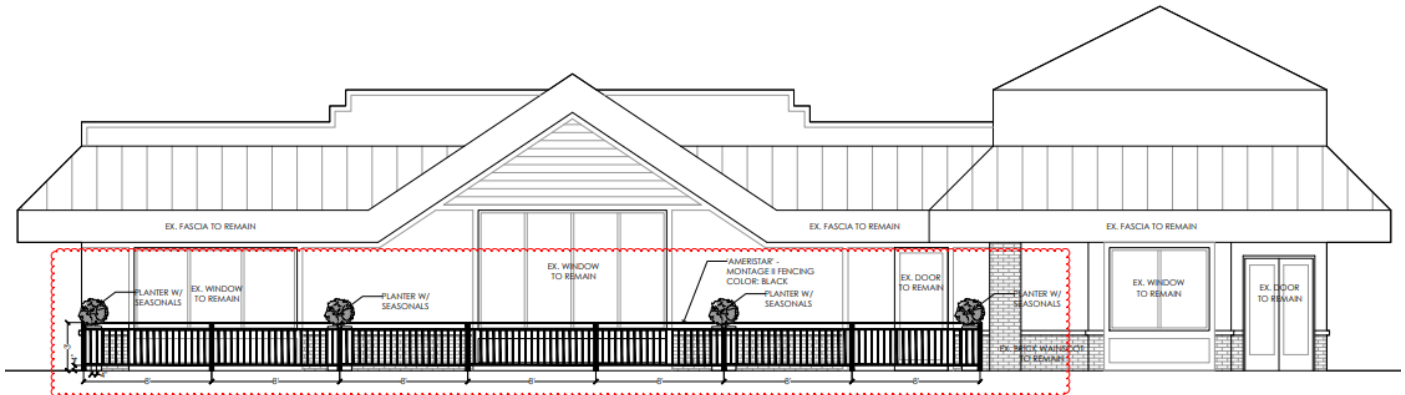 EX. FASCIA TO REMAIN
EX. FASCIA TO REMAIN
EX. FASCIA TO REMAIN
'AMERISTAR' -
MONTAGE II FENCING
COLOR: BLACK
PLANTER W/
SEASONALS
EX. WINDOW
TO REMAIN
PLANTER W/
SEASONALS
EX. WINDOW
TO REMAIN
PLANTER W/
SEASONALS
EX. DOOR
TO REMAIN
PLANTER W/
SEASONALS
EX. WINDOW
TO REMAIN
EX. DOOR
TO REMAIN
EX. BRICK WAINSCOT
TO REMAIN
3'
8'
8'
8'
8'
8'
8'
8'